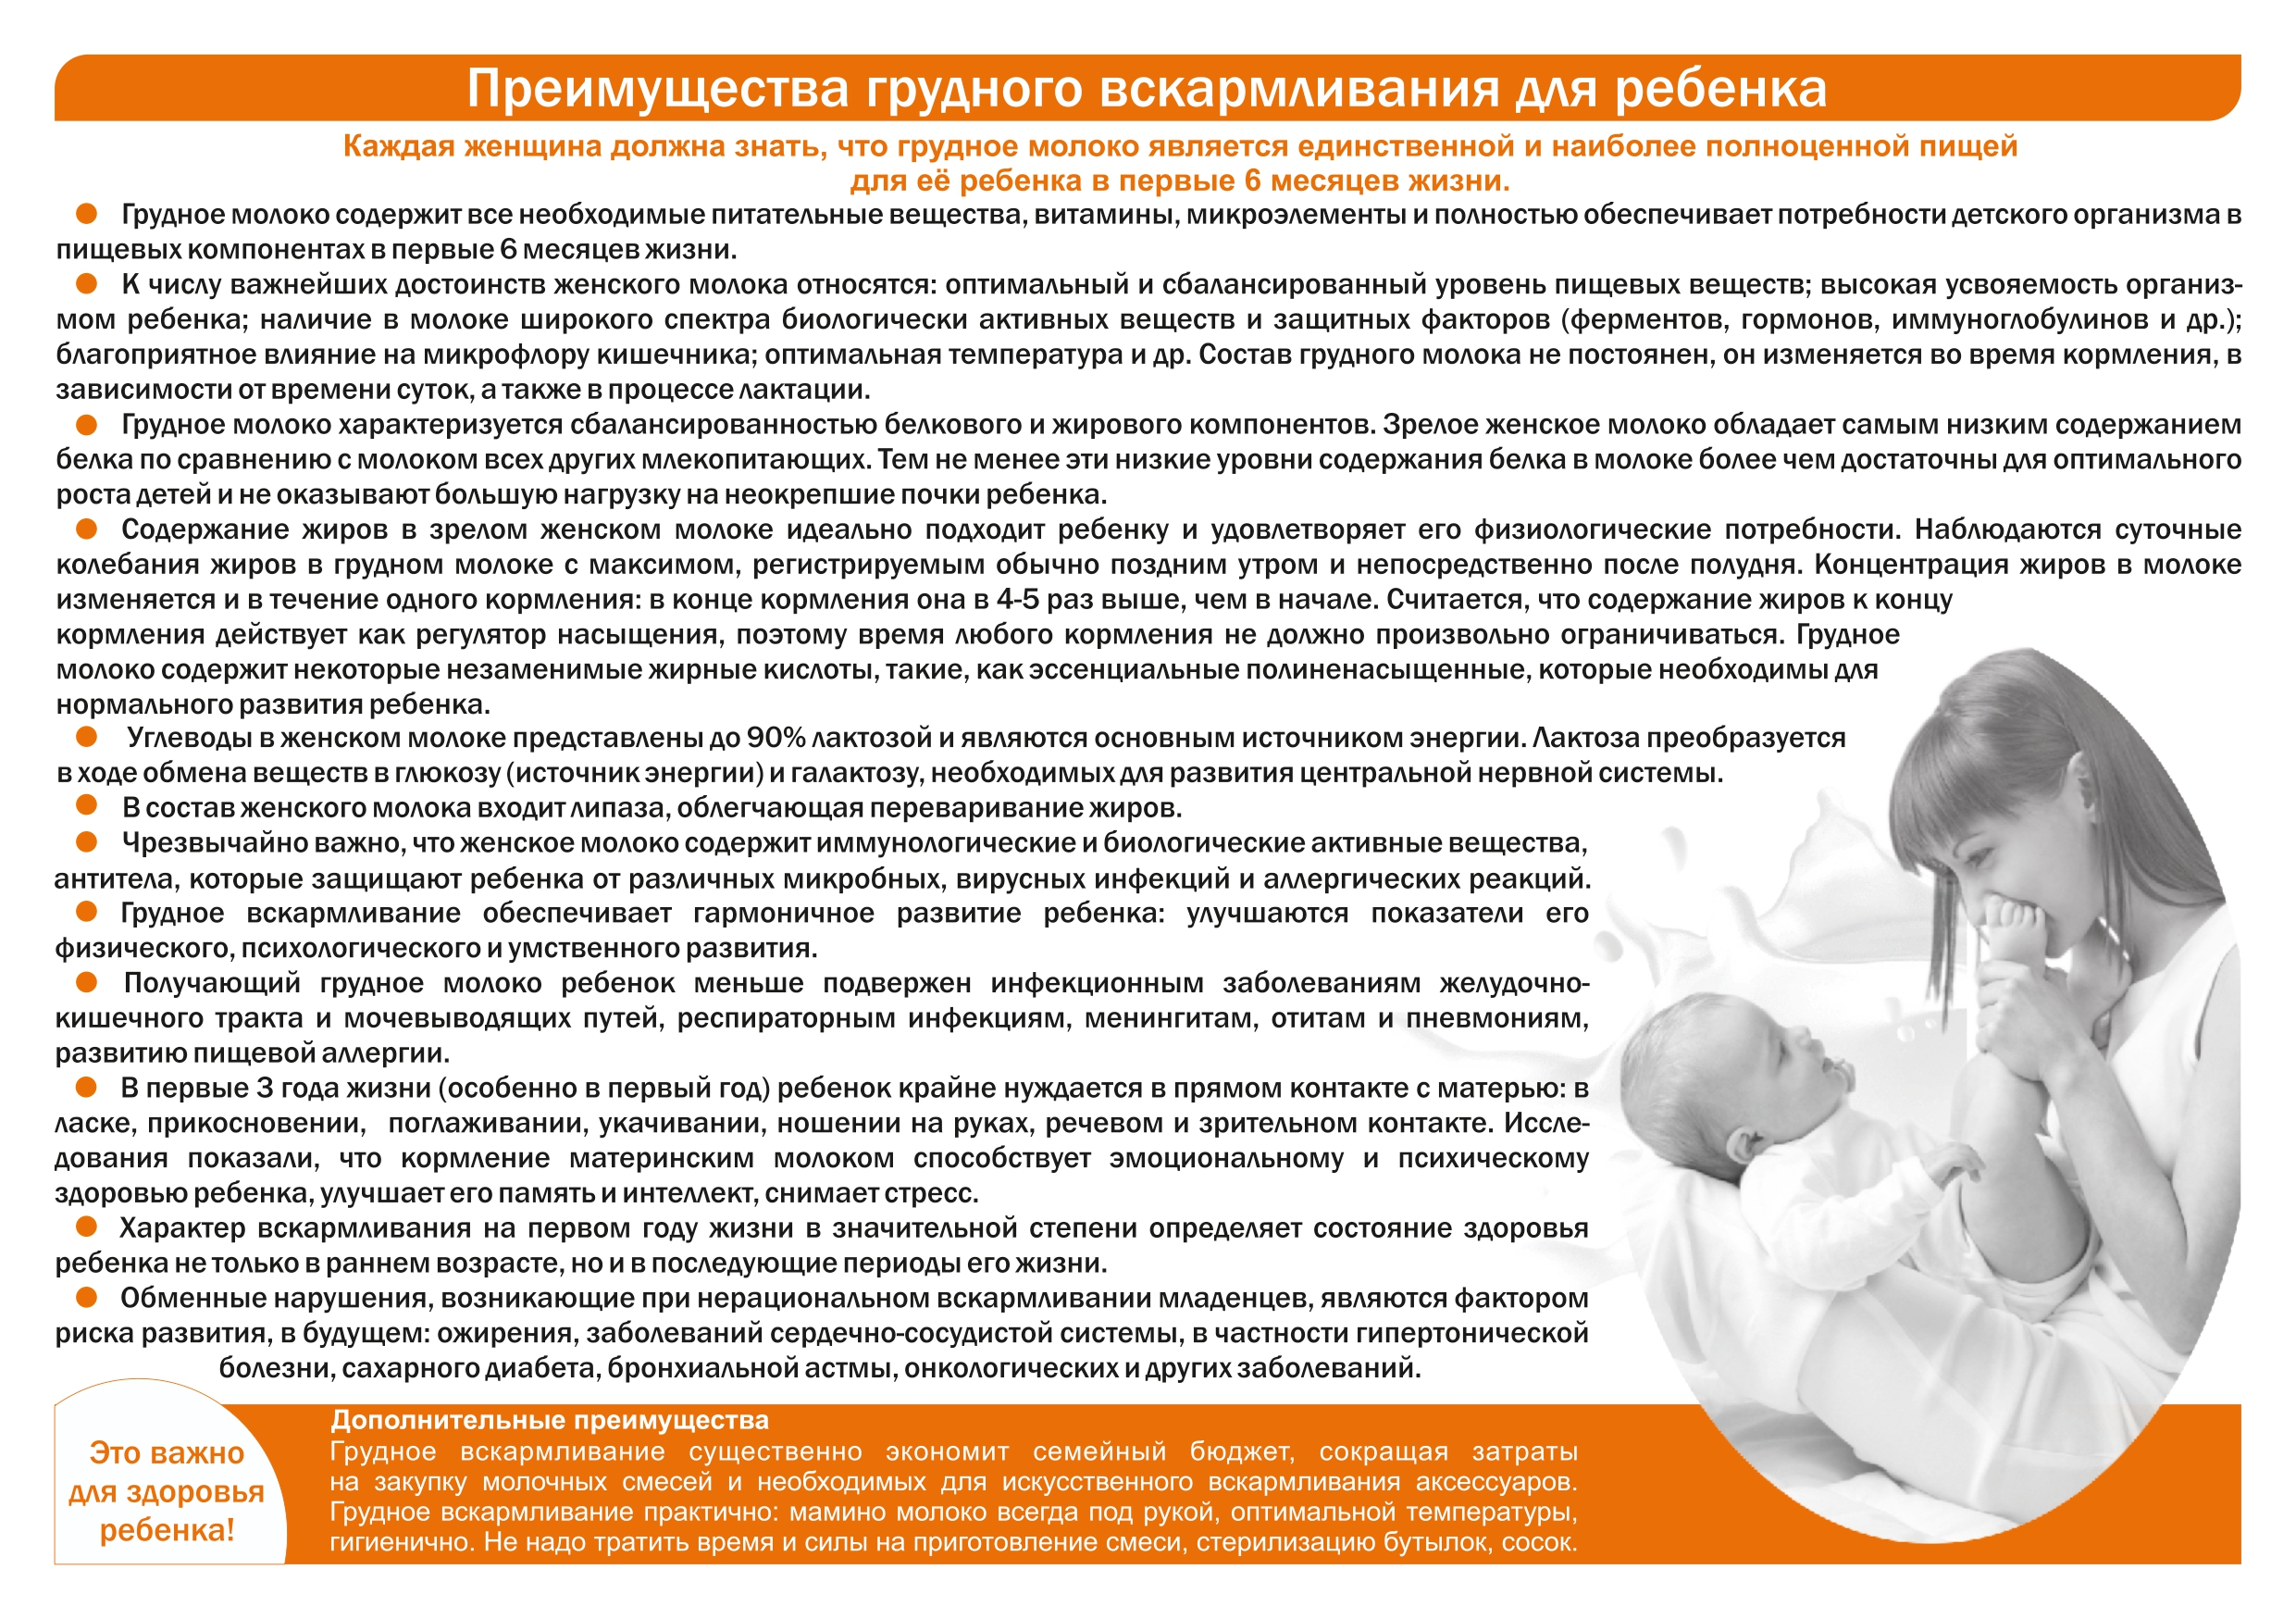 Преимущества грудного вскармливания для ребенка
Каждая женщина должна знать, что грудное молоко является единственной и наиболее полноценной пищей
для её ребенка в первые 6 месяцев жизни.
● Грудное молоко содержит все необходимые питательные вещества, витамины, микроэлементы и полностью обеспечивает потребности детского организма в
пищевых компонентах в первые 6 месяцев жизни.
● К числу важнейших достоинств женского молока относятся: оптимальный и сбалансированный уровень пищевых веществ; высокая усвояемость организ-
мом ребенка; наличие в молоке широкого спектра биологически активных веществ и защитных факторов (ферментов, гормонов, иммуноглобулинов и др.);
благоприятное влияние на микрофлору кишечника; оптимальная температура и др. Состав грудного молока не постоянен, он изменяется во время кормления, в
зависимости от времени суток, а также в процессе лактации.
● Грудное молоко характеризуется сбалансированностью белкового и жирового компонентов. Зрелое женское молоко обладает самым низким содержанием
белка по сравнению с молоком всех других млекопитающих. Тем не менее эти низкие уровни содержания белка в молоке более чем достаточны для оптимального
роста детей и не оказывают большую нагрузку на неокрепшие почки ребенка.
● Содержание жиров в зрелом женском молоке идеально подходит ребенку и удовлетворяет его физиологические потребности. Наблюдаются суточные
колебания жиров в грудном молоке с максимом, регистрируемым обычно поздним утром и непосредственно после полудня. Концентрация жиров в молоке
изменяется и в течение одного кормления: в конце кормления она в 4-5 раз выше, чем в начале. Считается, что содержание жиров к концу
кормления действует как регулятор насыщения, поэтому время любого кормления не должно произвольно ограничиваться. Грудное
молоко содержит некоторые незаменимые жирные кислоты, такие, как эссенциальные полиненасыщенные, которые необходимы для
нормального развития ребенка.
● Углеводы в женском молоке представлены до 90% лактозой и являются основным источником энергии. Лактоза преобразуется
в ходе обмена веществ в глюкозу (источник энергии) и галактозу, необходимых для развития центральной нервной системы.
● В состав женского молока входит липаза, облегчающая переваривание жиров.
● Чрезвычайно важно, что женское молоко содержит иммунологические и биологические активные вещества,
антитела, которые защищают ребенка от различных микробных, вирусных инфекций и аллергических реакций.
● Грудное вскармливание обеспечивает гармоничное развитие ребенка: улучшаются показатели его
физического, психологического и умственного развития.
● Получающий грудное молоко ребенок меньше подвержен инфекционным заболеваниям желудочно-
кишечного тракта и мочевыводящих путей, респираторным инфекциям, менингитам, отитам и пневмониям,
развитию пищевой аллергии.
● В первые 3 года жизни (особенно в первый год) ребенок крайне нуждается в прямом контакте с матерью: в
ласке, прикосновении, поглаживании, укачивании, ношении на руках, речевом и зрительном контакте. Иссле-
дования показали, что кормление материнским молоком способствует эмоциональному и психическому
здоровью ребенка, улучшает его память и интеллект, снимает стресс.
● Характер вскармливания на первом году жизни в значительной степени определяет состояние здоровья
ребенка не только в раннем возрасте, но и в последующие периоды его жизни.
● Обменные нарушения, возникающие при нерациональном вскармливании младенцев, являются фактором
риска развития, в будущем: ожирения, заболеваний сердечно-сосудистой системы, в частности гипертонической
болезни, сахарного диабета, бронхиальной астмы, онкологических и других заболеваний.
Это важно
для здоровья
ребенка!
Дополнительные преимущества
Грудное вскармливание существенно экономит семейный бюджет, сокращая затраты
на закупку молочных смесей и необходимых для искусственного вскармливания аксессуаров.
Грудное вскармливание практично: мамино молоко всегда под рукой, оптимальной температуры,
гигиенично. Не надо тратить время и силы на приготовление смеси, стерилизацию бутылок, сосок.